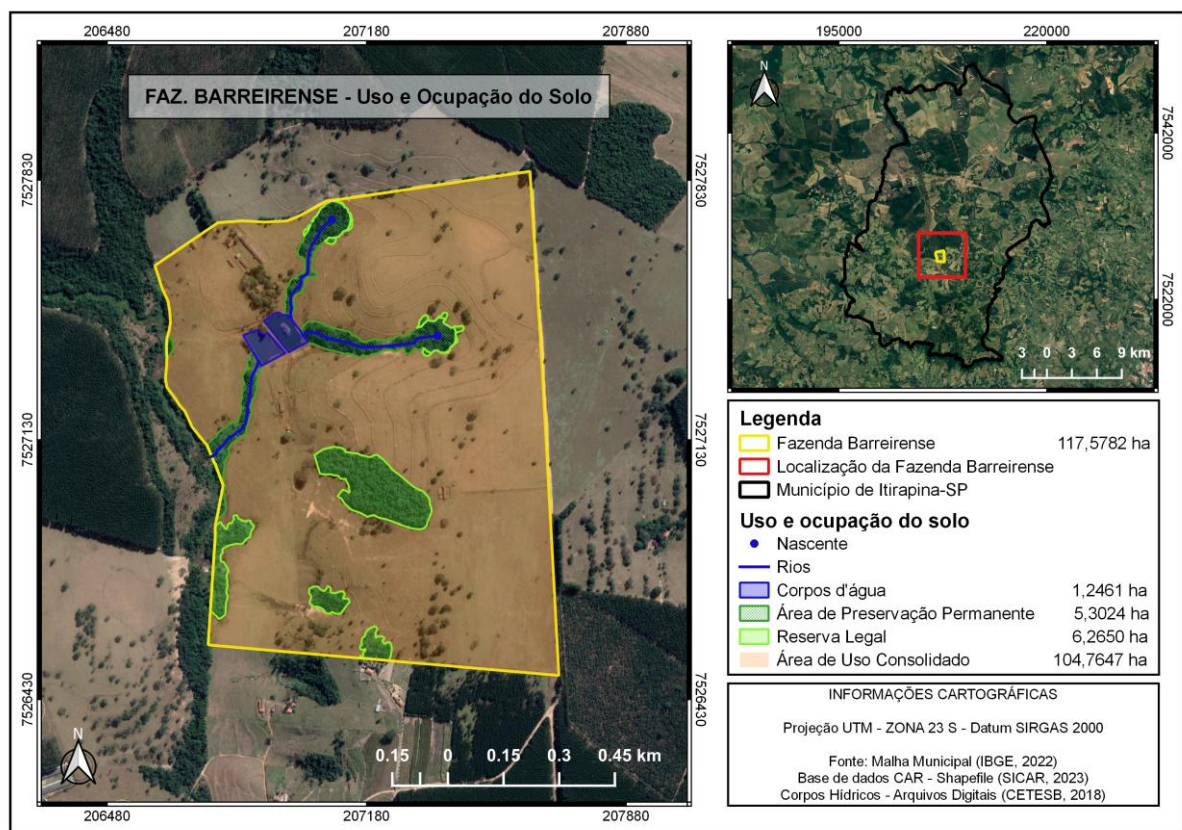 206480 207180 207880
FAZ. BARREIRENSE - Uso e Ocupação do Solo
7527830 7527830
7527130 7527130
7526430 7526430
N
0.15 0 0.15 0.3 0.45 km
206480 207180 207880
195000 220000
N
7542000
7522000
3 0 3 6 9 km
Legenda
Fazenda Barreirense 117,5782 ha
Localização da Fazenda Barreirense
Município de Itirapina-SP
Uso e ocupação do solo
Nascente
Rios
Corpos d'água 1,2461 ha
Área de Preservação Permanente 5,3024 ha
Reserva Legal 6,2650 ha
Área de Uso Consolidado 104,7647 ha
INFORMAÇÕES CARTOGRÁFICAS
Projeção UTM - ZONA 23 S - Datum SIRGAS 2000
Fonte: Malha Municipal (IBGE, 2022)
Base de dados CAR - Shapefile (SICAR, 2023)
Corpos Hídricos - Arquivos Digitais (CETESB, 2018)